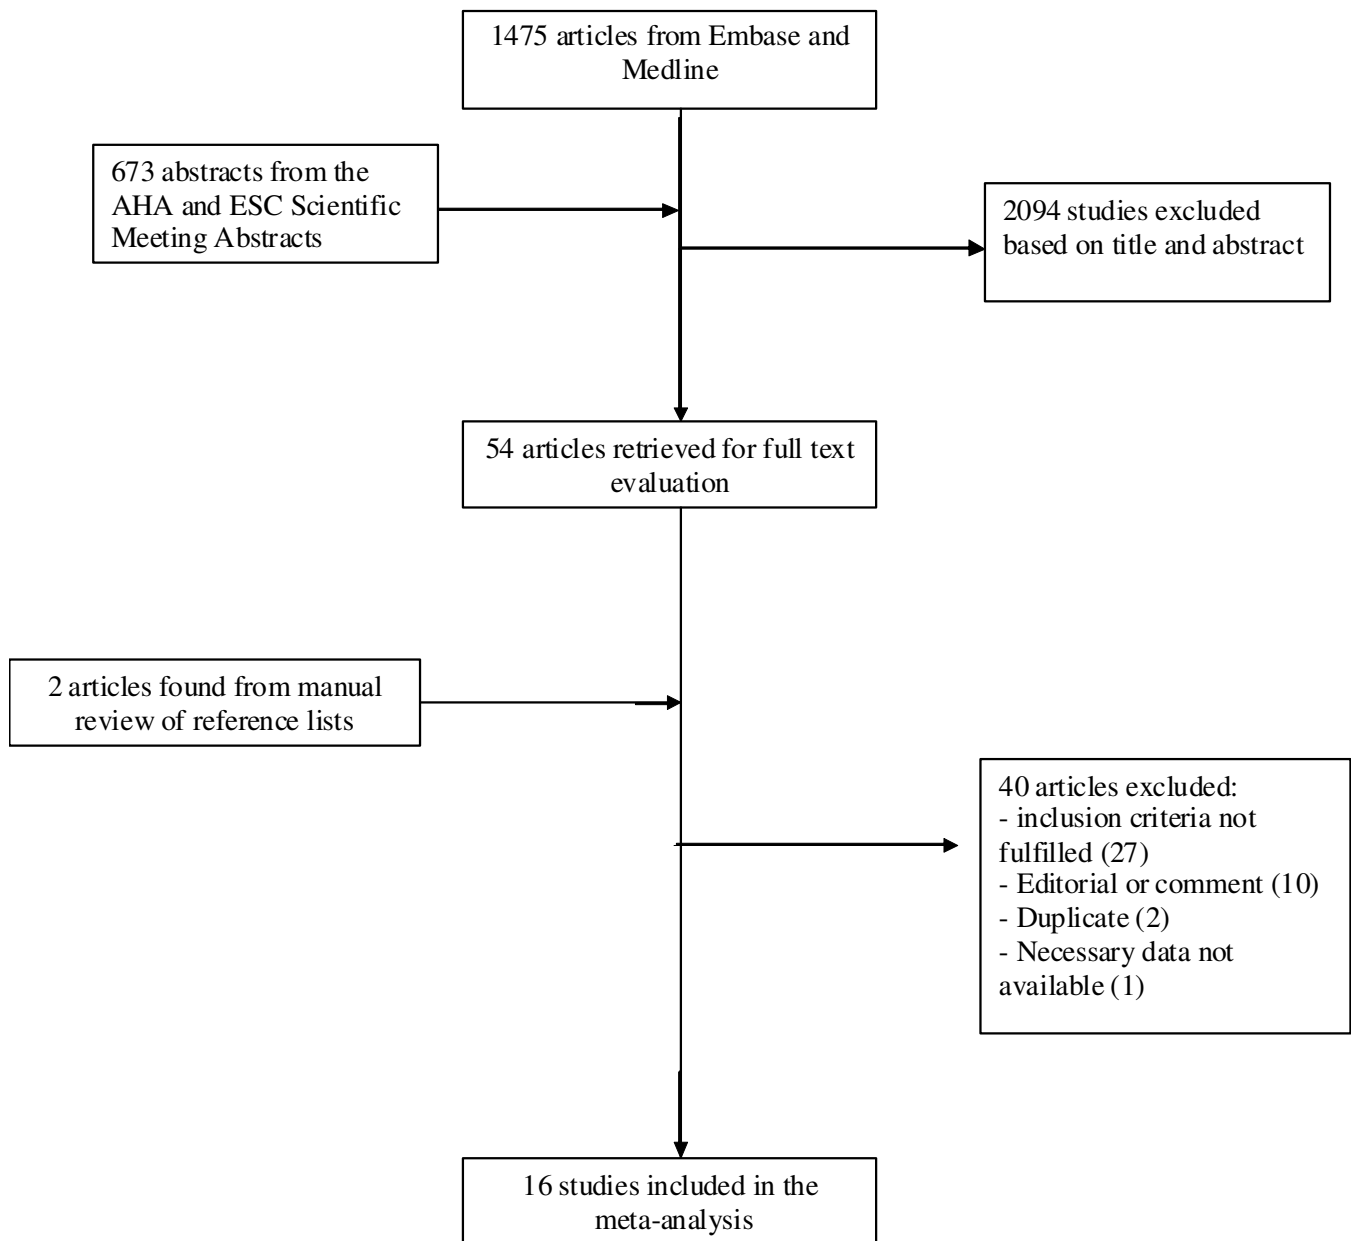 1475 articles from Embase and
Medline
673 abstracts from the
AHA and ESC Scientific
Meeting Abstracts
2094 studies excluded
based on title and abstract
54 articles retrieved for full text
evaluation
2 articles found from manual
review of reference lists
40 articles excluded:
- inclusion criteria not
fulfilled (27)
- Editorial or comment (10)
- Duplicate (2)
- Necessary data not
available (1)
16 studies included in the
meta-analysis